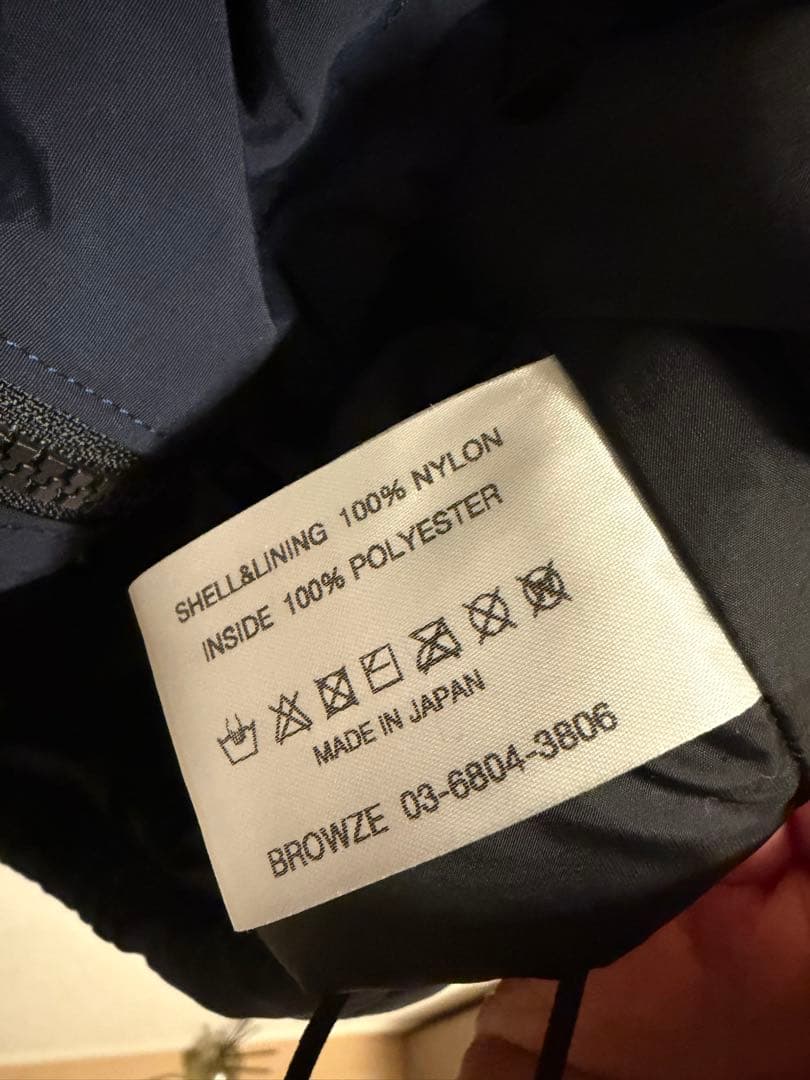 SHELL&LINING 100% NYLON
INSIDE 100% POLYESTER
MADE IN JAPAN
BROWZE 03-6804-3806